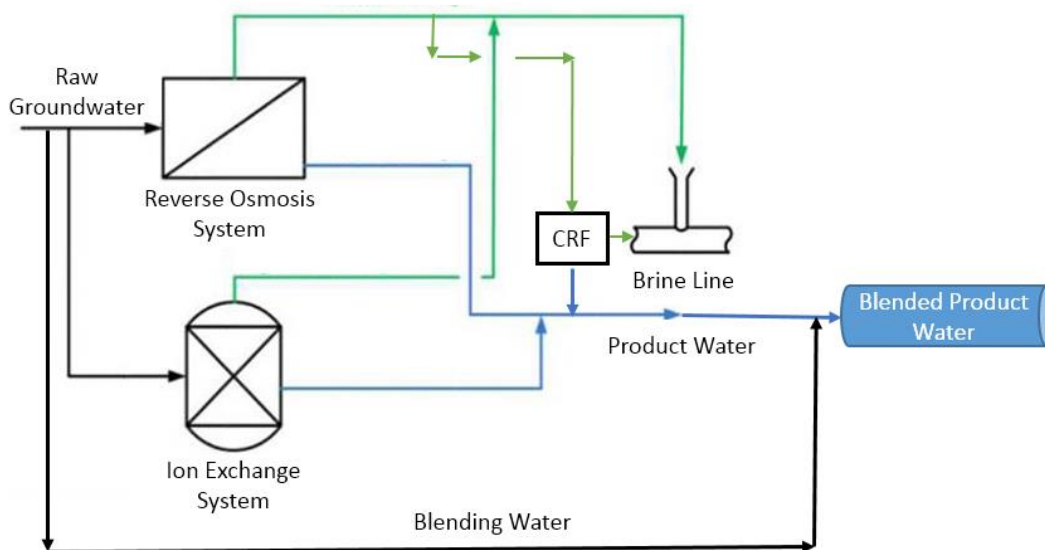 Raw
Groundwater
Reverse Osmosis
System
CRF
Brine Line
Blended Product
Water
Product Water
Ion Exchange
System
Blending Water